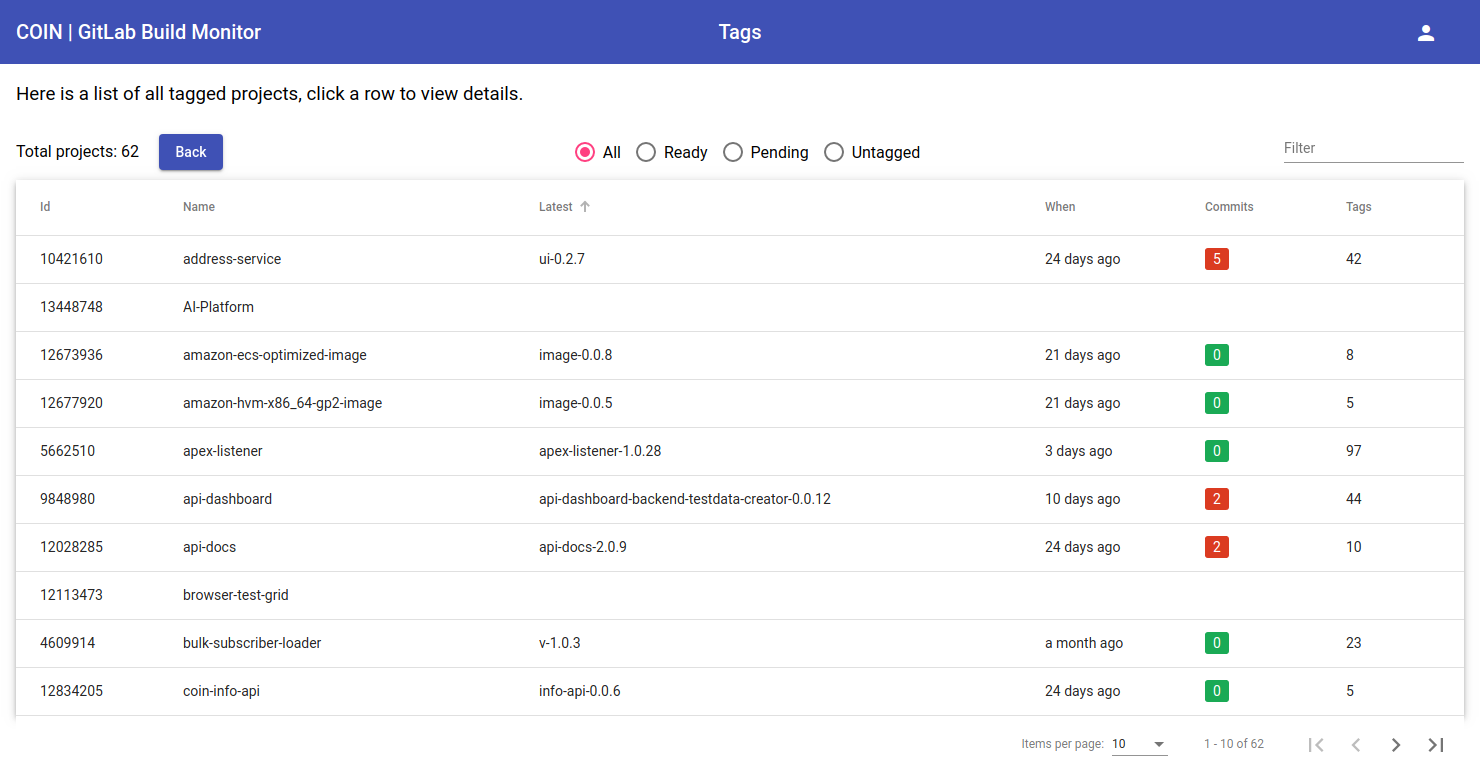 COIN | GitLab Build Monitor Tags
Here is a list of all tagged projects, click a row to view details.
Total projects: 62 Back All Ready Pending Untagged Filter
Id Name Latest When Commits Tags
10421610 address-service ui-0.2.7 24 days ago 5 42
13448748 AI-Platform
12673936 amazon-ecs-optimized-image image-0.0.8 21 days ago 0 8
12677920 amazon-hvm-x86_64-gp2-image image-0.0.5 21 days ago 0 5
5662510 apex-listener apex-listener-1.0.28 3 days ago 0 97
9848980 api-dashboard api-dashboard-backend-testdata-creator-0.0.12 10 days ago 2 44
12028285 api-docs api-docs-2.0.9 24 days ago 2 10
12113473 browser-test-grid
4609914 bulk-subscriber-loader v-1.0.3 a month ago 0 23
12834205 coin-info-api info-api-0.0.6 24 days ago 0 5
Items per page: 10 1 - 10 of 62